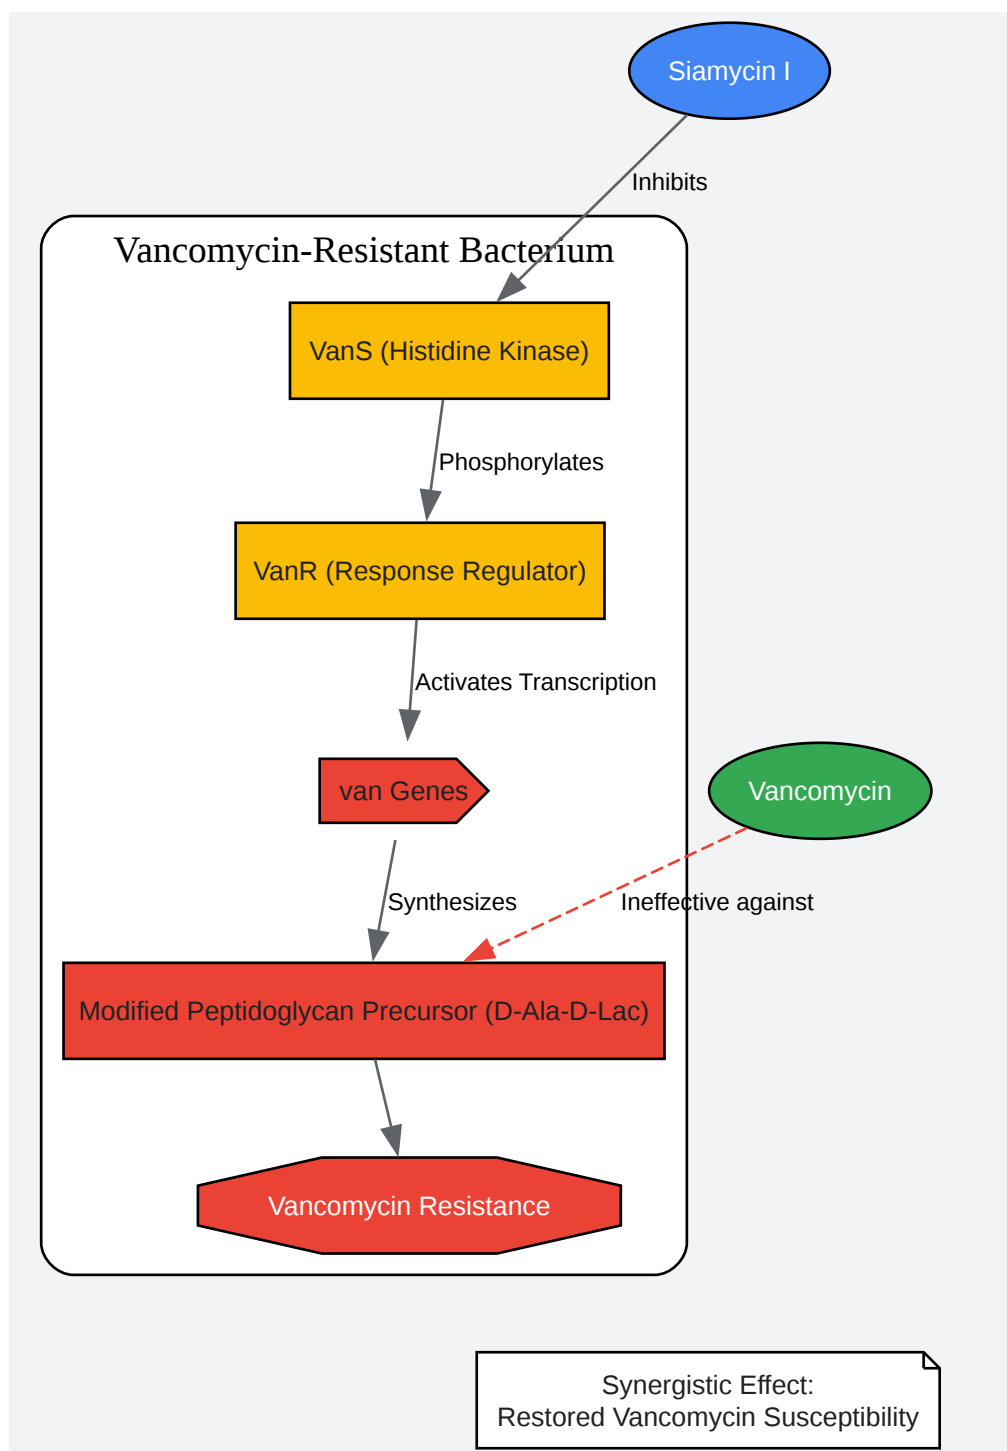 Siamycin I
Inhibits
Vancomycin-Resistant Bacterium
VanS (Histidine Kinase)
Phosphorylates
VanR (Response Regulator)
Activates Transcription
van Genes
Vancomycin
Synthesizes
Ineffective against
Modified Peptidoglycan Precursor (D-Ala-D-Lac)
Vancomycin Resistance
Synergistic Effect:
Restored Vancomycin Susceptibility